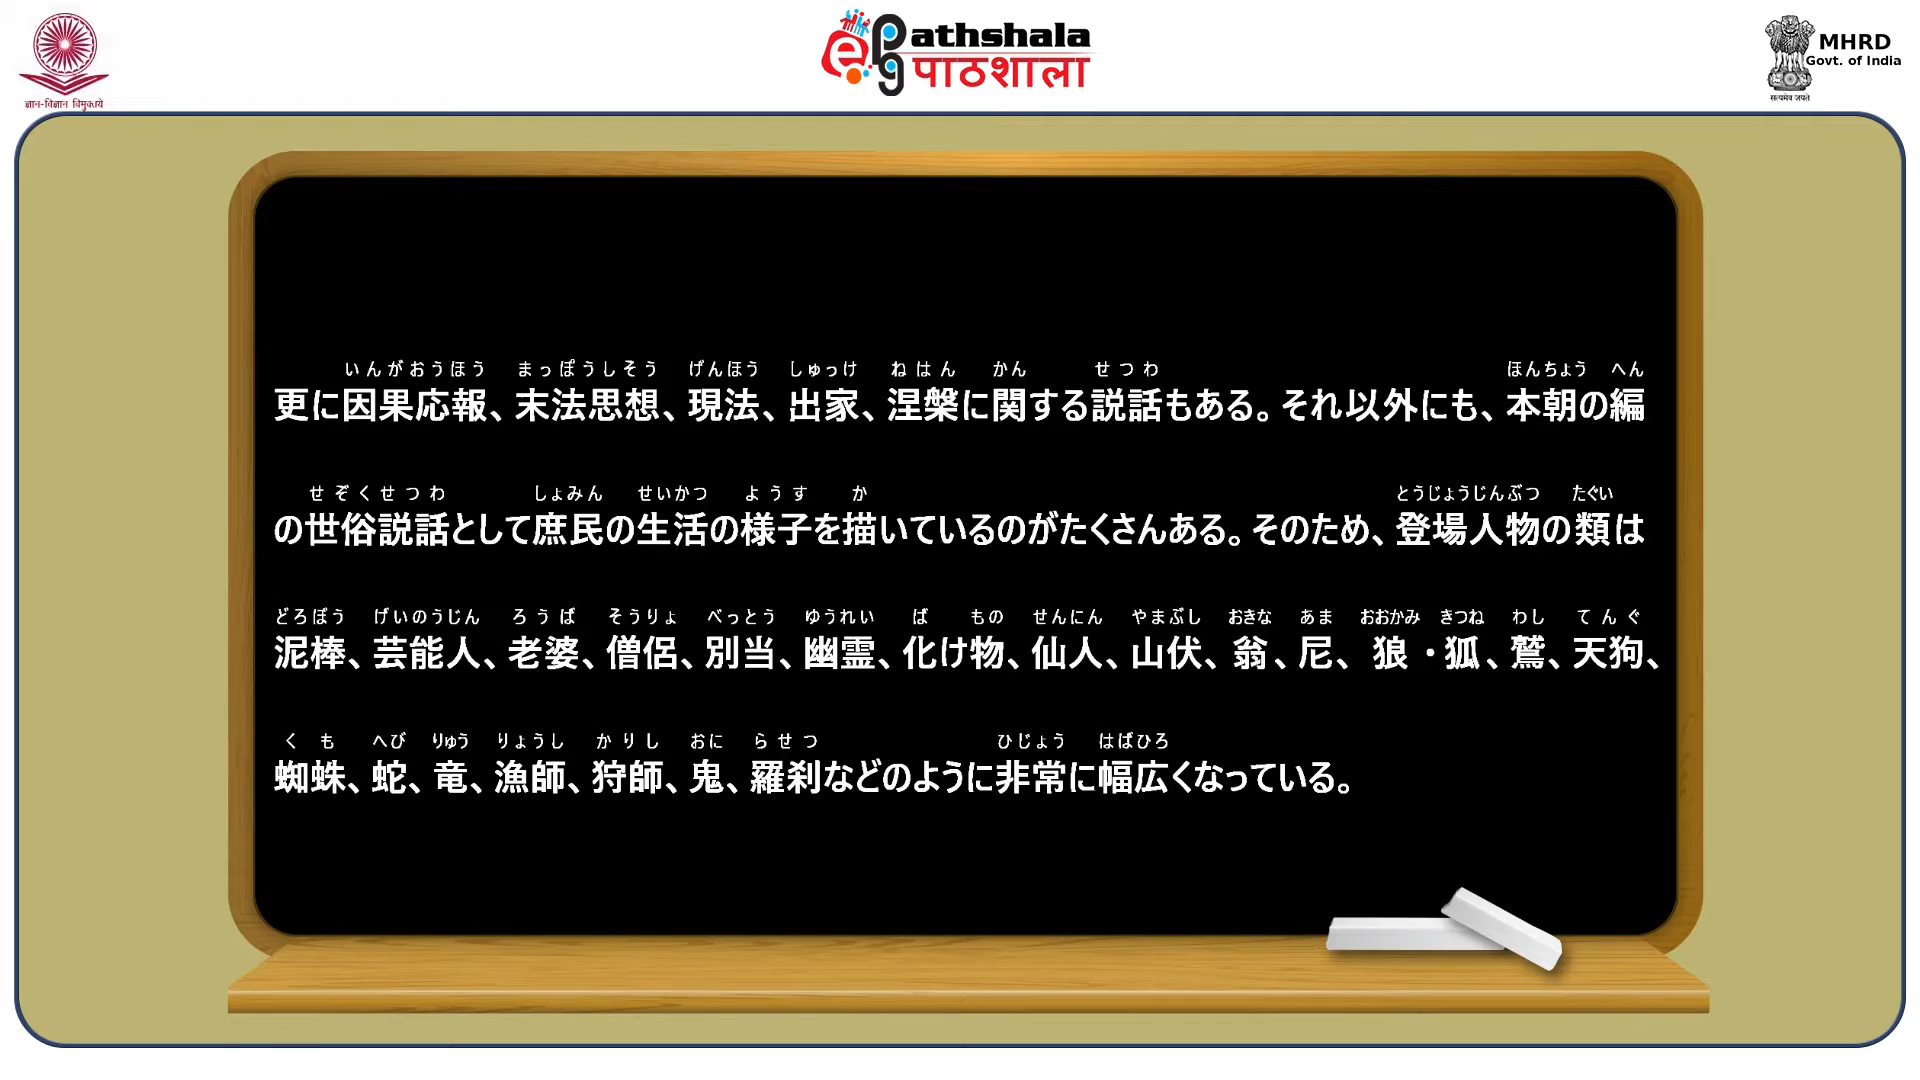 ज्ञान-विज्ञान विमुक्तये
ePathshala
पाठशाला
MHRD
Govt. of India
सत्यमेव जयते
いんがおうほう まっぽうしそう げんほう しゅっけ ねはん かん せつわ ほんちょう へん
更に因果応報、末法思想、現法、出家、涅槃に関する説話もある。それ以外にも、本朝の編
せぞくせつわ しょみん せいかつ ようす か とうじょうじんぶつ たぐい
の世俗説話として庶民の生活の様子を描いているのがたくさんある。そのため、登場人物の類は
どろぼう げいのうじん ろうば そうりょ べっとう ゆうれい ば もの せんにん やまぶし おきな あま おおかみ きつね わし てんぐ
泥棒、芸能人、老婆、僧侶、別当、幽霊、化け物、仙人、山伏、翁、尼、狼・狐、鷲、天狗、
くも へび りゅう りょうし かりし おに らせつ ひじょう はばひろ
蜘蛛、蛇、竜、漁師、狩師、鬼、羅刹などのように非常に幅広くなっている。